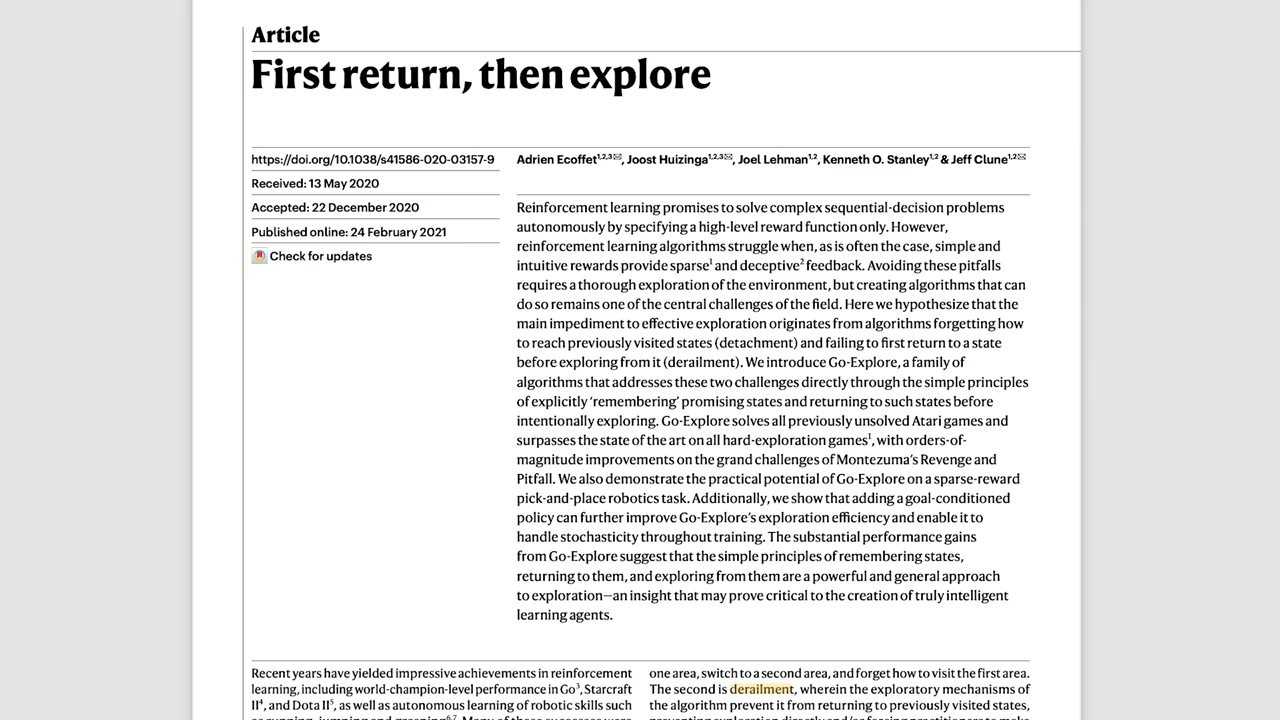 Article
First return, then explore
https://doi.org/10.1038/s41586-020-03157-9
Received: 13 May 2020
Accepted: 22 December 2020
Published online: 24 February 2021
Check for updates
Adrien Ecoffet1,2,3✉, Joost Huizinga1,2,3✉, Joel Lehman1,2, Kenneth O. Stanley1,2 & Jeff Clune1,2✉
Reinforcement learning promises to solve complex sequential-decision problems
autonomously by specifying a high-level reward function only. However,
reinforcement learning algorithms struggle when, as is often the case, simple and
intuitive rewards provide sparse1 and deceptive2 feedback. Avoiding these pitfalls
requires a thorough exploration of the environment, but creating algorithms that can
do so remains one of the central challenges of the field. Here we hypothesize that the
main impediment to effective exploration originates from algorithms forgetting how
to reach previously visited states (detachment) and failing to first return to a state
before exploring from it (derailment). We introduce Go-Explore, a family of
algorithms that addresses these two challenges directly through the simple principles
of explicitly ‘remembering’ promising states and returning to such states before
intentionally exploring. Go-Explore solves all previously unsolved Atari games and
surpasses the state of the art on all hard-exploration games1, with orders-of-
magnitude improvements on the grand challenges of Montezuma’s Revenge and
Pitfall. We also demonstrate the practical potential of Go-Explore on a sparse-reward
pick-and-place robotics task. Additionally, we show that adding a goal-conditioned
policy can further improve Go-Explore’s exploration efficiency and enable it to
handle stochasticity throughout training. The substantial performance gains
from Go-Explore suggest that the simple principles of remembering states,
returning to them, and exploring from them are a powerful and general approach
to exploration—an insight that may prove critical to the creation of truly intelligent
learning agents.
Recent years have yielded impressive achievements in reinforcement
learning, including world-champion-level performance in Go3, Starcraft
II4, and Dota II5, as well as autonomous learning of robotic skills such
one area, switch to a second area, and forget how to visit the first area.
The second is derailment, wherein the exploratory mechanisms of
the algorithm prevent it from returning to previously visited states,